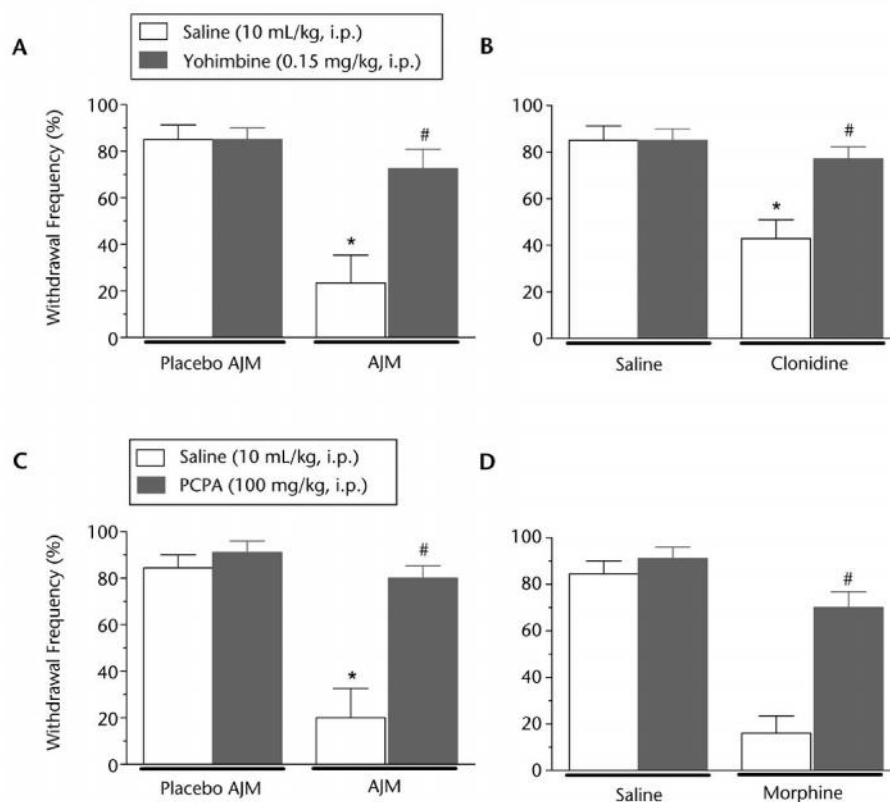 Saline (10 mL/kg, i.p.)
Yohimbine (0.15 mg/kg, i.p.)
A
Withdrawal Frequency (%)
100
80
60
40
20
0
#
*
Placebo AJM
AJM
B
100
80
60
40
20
0
#
*
Saline
Clonidine
Saline (10 mL/kg, i.p.)
PCPA (100 mg/kg, i.p.)
C
Withdrawal Frequency (%)
100
80
60
40
20
0
#
*
Placebo AJM
AJM
D
100
80
60
40
20
0
#
Saline
Morphine